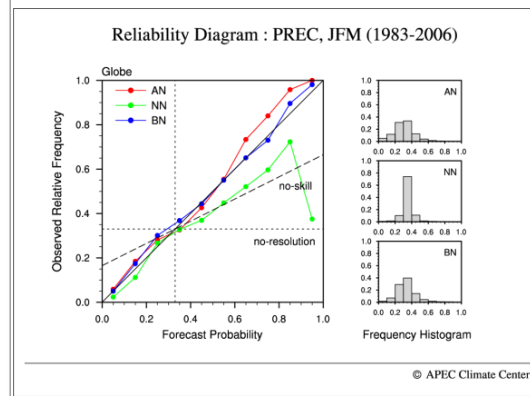 Reliability Diagram : PREC, JFM (1983-2006)
Globe
AN
NN
BN
Observed Relative Frequency
1.0
0.8
0.6
0.4
0.2
0.0
no-skill
no-resolution
0.0 0.2 0.4 0.6 0.8 1.0
Forecast Probability
AN
1.0
0.8
0.6
0.4
0.2
0.0
0.0 0.2 0.4 0.6 0.8 1.0
NN
1.0
0.8
0.6
0.4
0.2
0.0
0.0 0.2 0.4 0.6 0.8 1.0
BN
1.0
0.8
0.6
0.4
0.2
0.0
0.0 0.2 0.4 0.6 0.8 1.0
Frequency Histogram
© APEC Climate Center